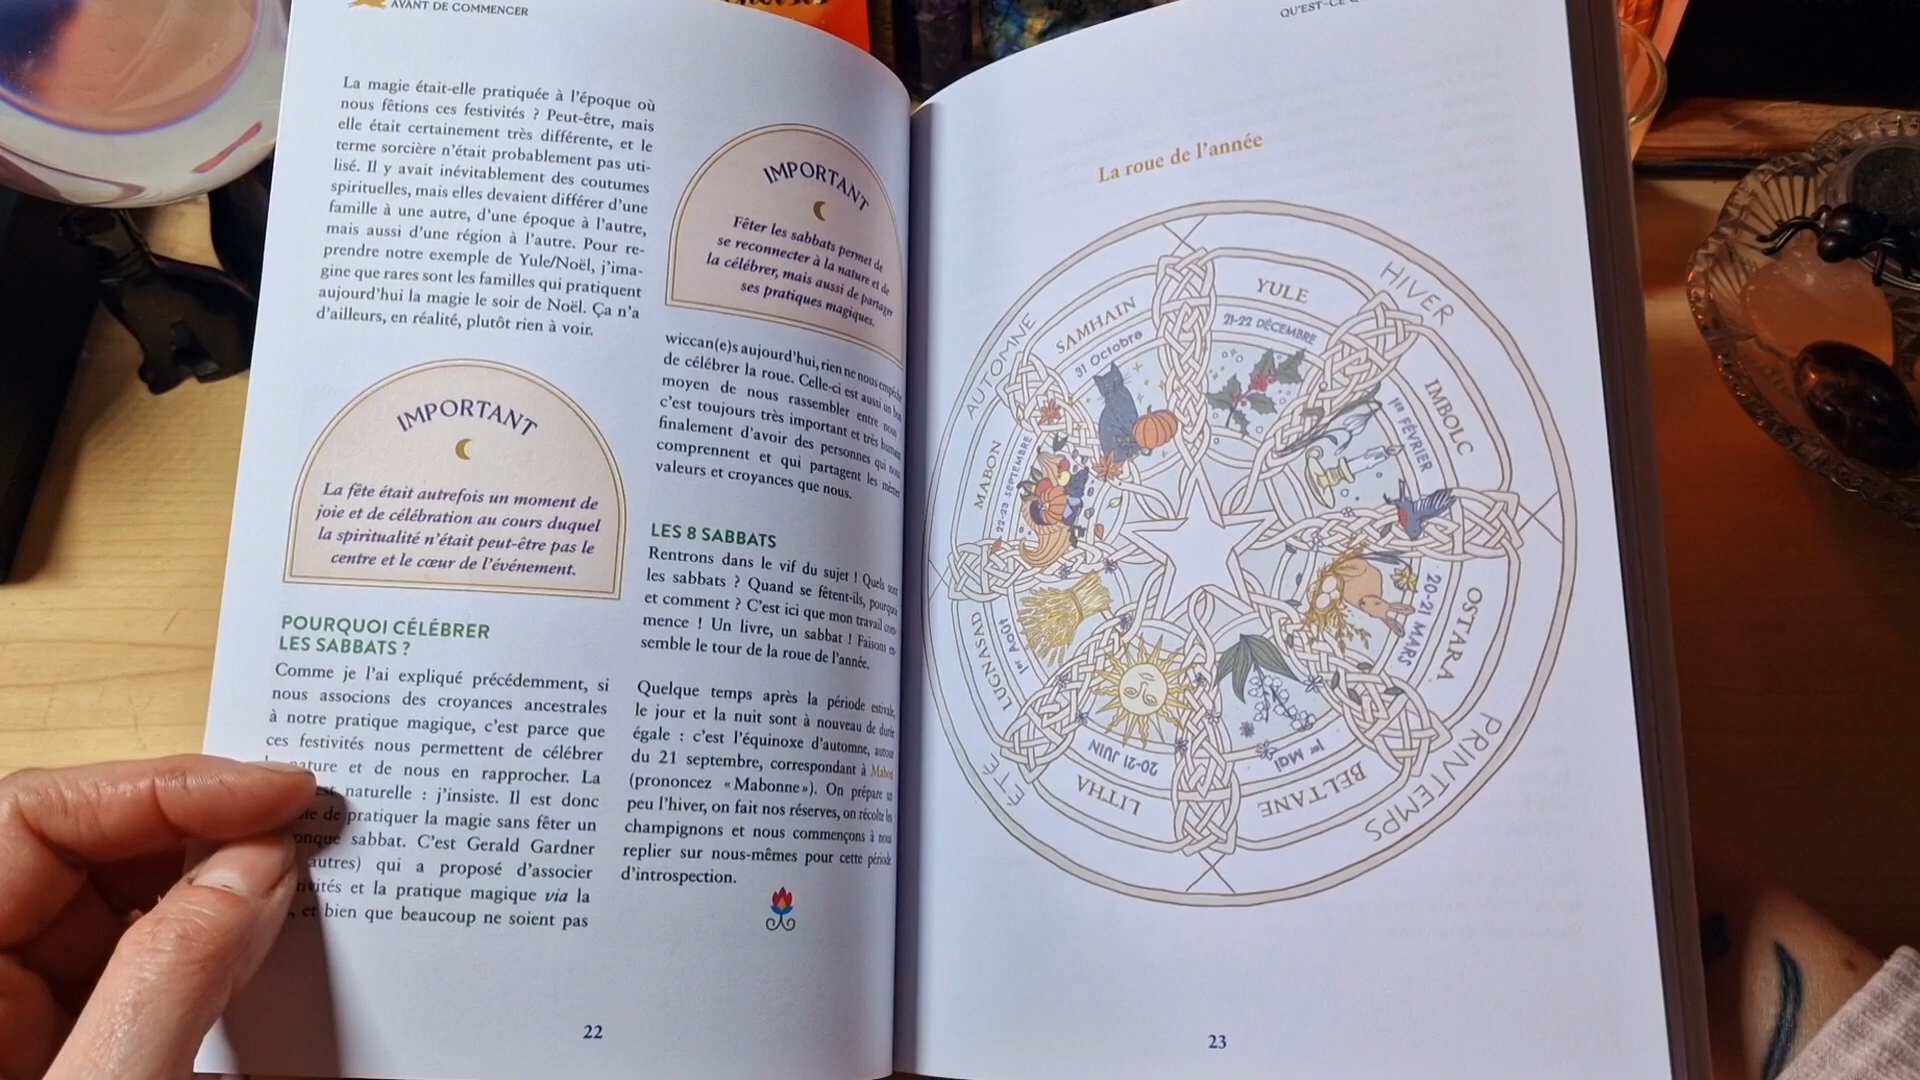 AVANT DE COMMENCER
La magie était-elle pratiquée à l'époque où
nous fêtions ces festivités ? Peut-être, mais
elle était certainement très différente, et le
terme sorcière n'était probablement pas uti-
lisé. Il y avait inévitablement des coutumes
spirituelles, mais elles devaient différer d'une
famille à une autre, d'une époque à l'autre,
mais aussi d'une région à l'autre. Pour re-
prendre notre exemple de Yule/Noël, j'ima-
gine que rares sont les familles qui pratiquent
aujourd'hui la magie le soir de Noël. Ça n'a
d'ailleurs, en réalité, plutôt rien à voir.
IMPORTANT
La fête était autrefois un moment de
joie et de célébration au cours duquel
la spiritualité n'était peut-être pas le
centre et le cœur de l'événement.
POURQUOI CÉLÉBRER
LES SABBATS ?
Comme je l'ai expliqué précédemment, si
nous associons des croyances ancestrales
à notre pratique magique, c'est parce que
ces festivités nous permettent de célébrer
nature et de nous en rapprocher. La
est naturelle : j'insiste. Il est donc
de pratiquer la magie sans fêter un
sabbat. C'est Gerald Gardner
autres) qui a proposé d'associer
et la pratique magique via la
et bien que beaucoup ne soient pas
IMPORTANT
Fêter les sabbats permet de
se reconnecter à la nature et de
la célébrer, mais aussi de partager
ses pratiques magiques.
wiccan(e)s aujourd'hui, rien ne nous empêche
de célébrer la roue. Celle-ci est aussi un bon
moyen de nous rassembler entre nous
c'est toujours très important et très humain
finalement d'avoir des personnes qui nous
comprennent et qui partagent les mêmes
valeurs et croyances que nous.
LES 8 SABBATS
Rentrons dans le vif du sujet ! Quels sont
les sabbats ? Quand se fêtent-ils, pourquoi
et comment ? C'est ici que mon travail com-
mence ! Un livre, un sabbat ! Faisons en-
semble le tour de la roue de l'année.
Quelque temps après la période estivale,
le jour et la nuit sont à nouveau de durée
égale : c'est l'équinoxe d'automne, autour
du 21 septembre, correspondant à Mabon
(prononcez « Mabonne »). On prépare un
peu l'hiver, on fait nos réserves, on récolte les
champignons et nous commençons à nous
replier sur nous-mêmes pour cette période
d'introspection.
22
La roue de l'année
HIVER
YULE
21-22 DÉCEMBRE
IMBOLC
1er FÉVRIER
PRINTEMPS
OSTARA
20-21 MARS
BELTANE
1er Mai
ÉTÉ
LITHA
20-21 JUIN
LUGNASAD
1er Août
AUTOMNE
MABON
22-23 SEPTEMBRE
SAMHAIN
31 Octobre
23